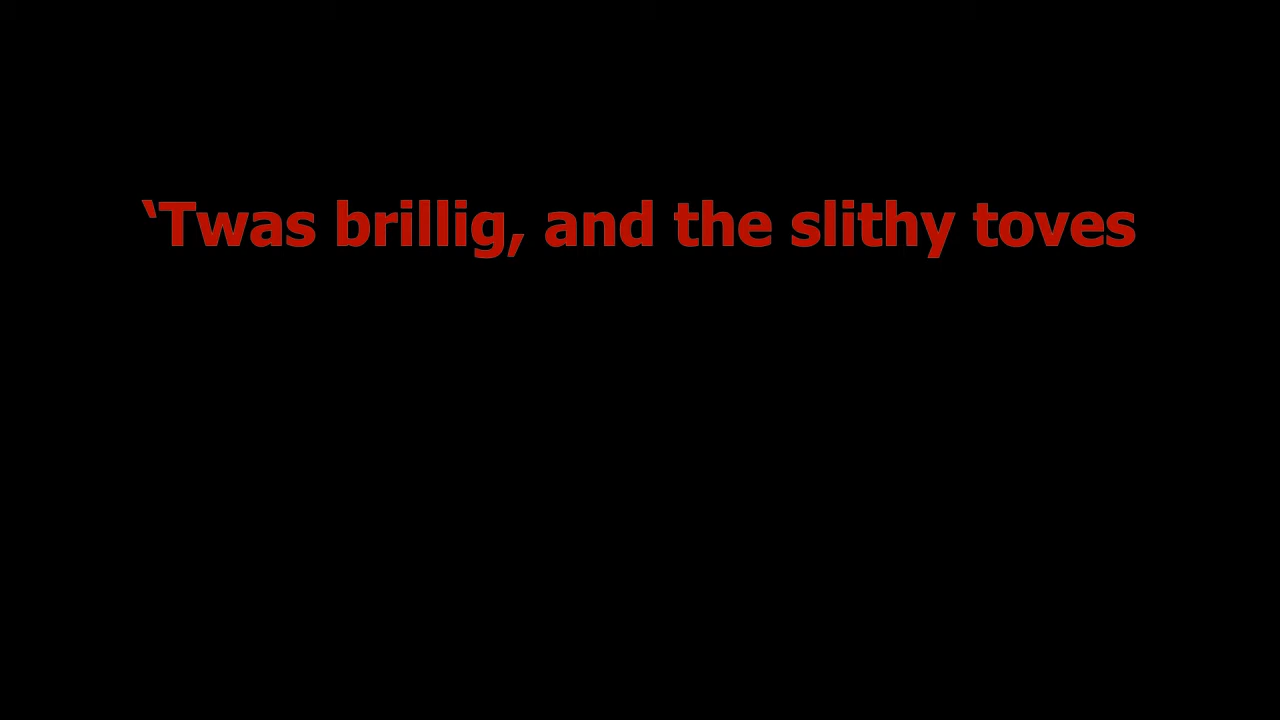 ‘Twas brillig, and the slithy toves